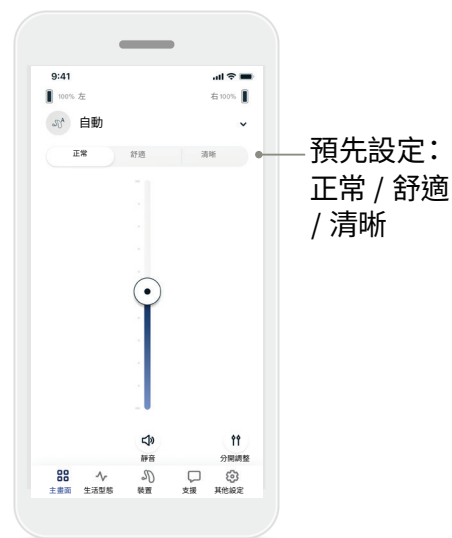 9:41
100% 左
右 100%
自動
正常 舒適 清晰
預先設定：
正常 / 舒適
/ 清晰
靜音 分開調整
主畫面 生活型態 裝置 支援 其他設定